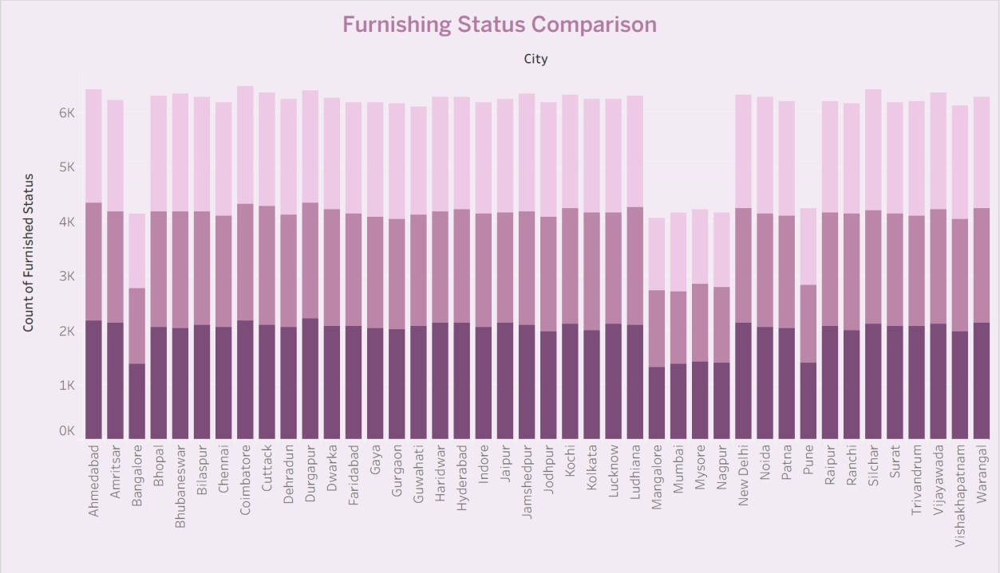 Furnishing Status Comparison
City
Count of Furnished Status
6K
5K
4K
3K
2K
1K
0K
Ahmedabad
Amritsar
Bangalore
Bhopal
Bhubaneswar
Bilaspur
Chennai
Coimbatore
Cuttack
Dehradun
Durgapur
Dwarka
Faridabad
Gaya
Gurgaon
Guwahati
Haridwar
Hyderabad
Indore
Jaipur
Jamshedpur
Jodhpur
Kochi
Kolkata
Lucknow
Ludhiana
Mangalore
Mumbai
Mysore
Nagpur
New Delhi
Noida
Patna
Pune
Raipur
Ranchi
Silchar
Surat
Trivandrum
Vijayawada
Vishakhapatnam
Warangal